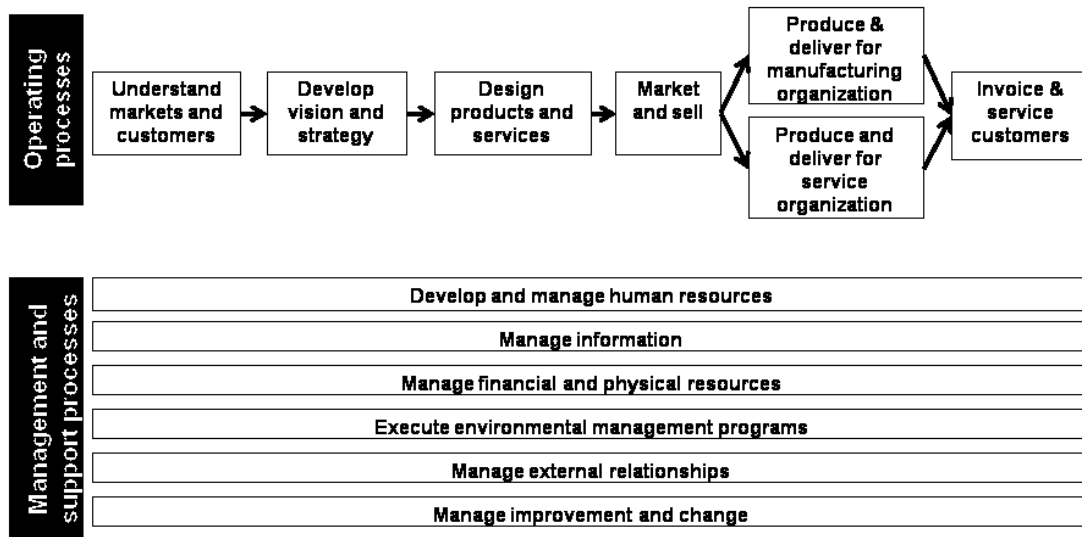 Operating
processes
Understand
markets and
customers
Develop
vision and
strategy
Design
products and
services
Market
and sell
Produce &
deliver for
manufacturing
organization
Produce and
deliver for
service
organization
Invoice &
service
customers
Management and
support processes
Develop and manage human resources
Manage information
Manage financial and physical resources
Execute environmental management programs
Manage external relationships
Manage improvement and change